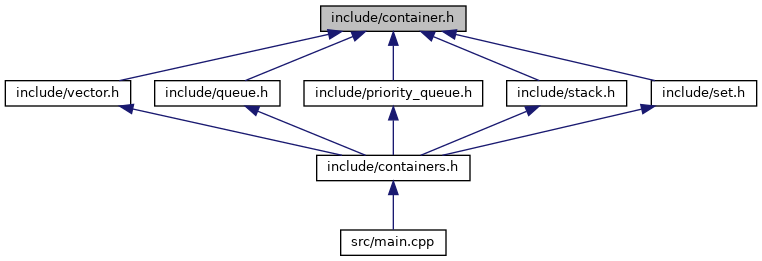 include/container.h
include/vector.h
include/queue.h
include/priority_queue.h
include/stack.h
include/set.h
include/containers.h
src/main.cpp